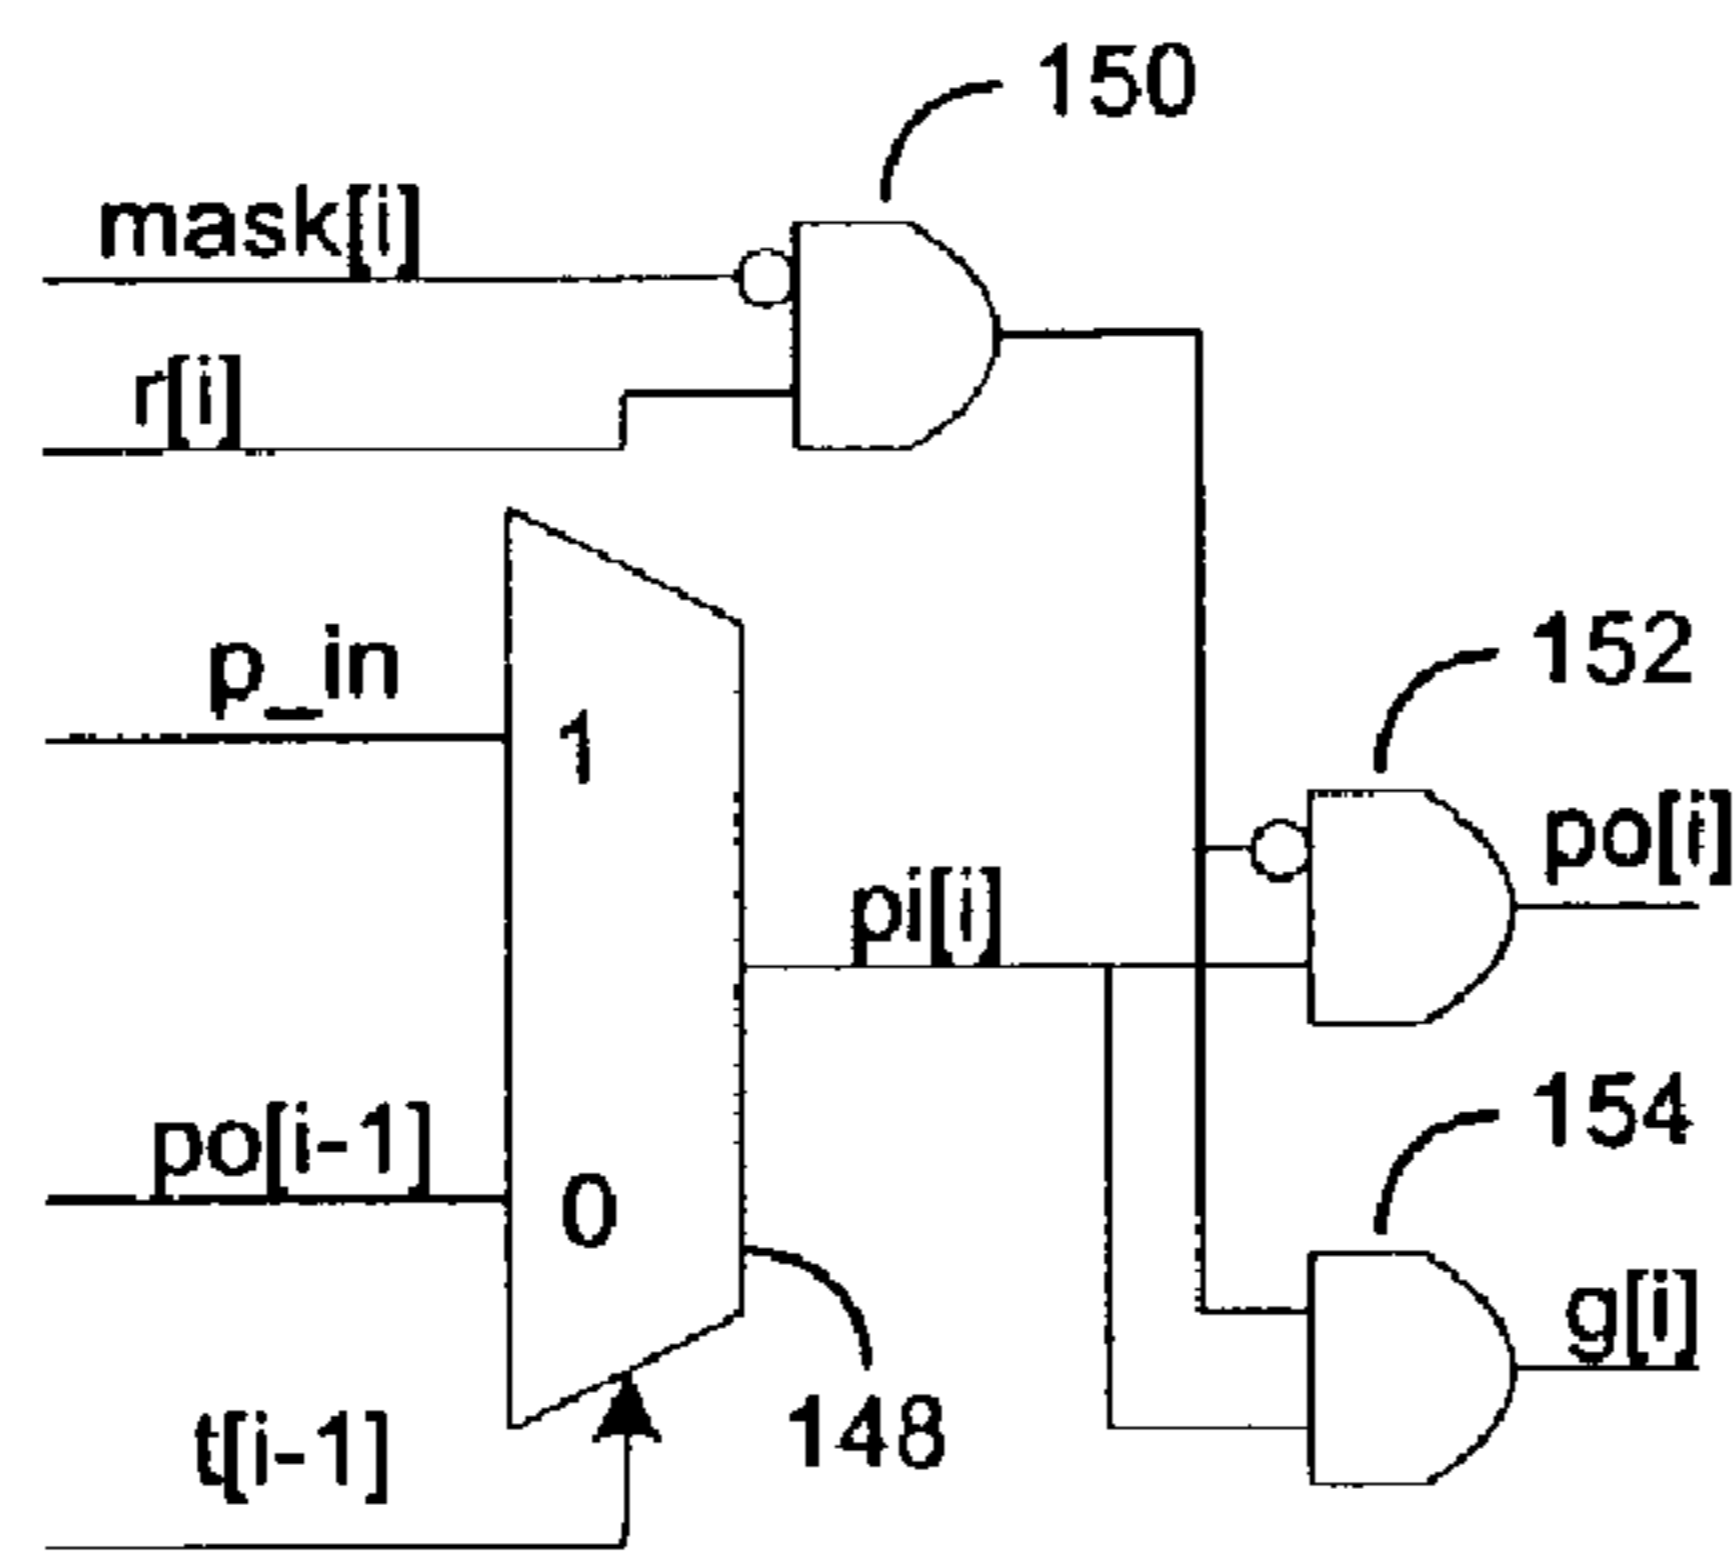 150
mask[i]
r[i]
p_in
1
152
po[i]
pi[i]
po[i-1]
0
154
g[i]
t[i-1]
148